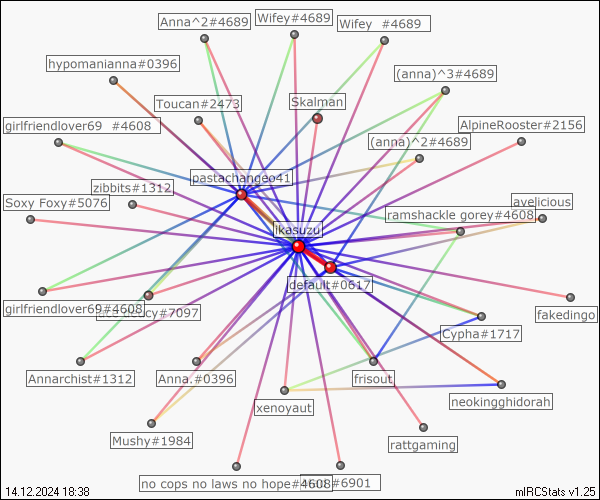 Anna^2#4689
Wifey#4689
Wifey  #4689
hypomanianna#0396
(anna)^3#4689
Toucan#2473
Skalman
girlfriendlover69  #4608
(anna)^2#4689
AlpineRooster#2156
pastachangeo41
zibbits#1312
Soxy Foxy#5076
avelicious
ramshackle gorey#4608
ikasuzu
default#0617
girlfriendlover69#4608
#7097
fakedingo
Cypha#1717
Annarchist#1312
Anna.#0396
frisout
xenoyaut
neokingghidorah
Mushy#1984
rattgaming
no cops no laws no hope#4608
#6901
14.12.2024 18:38
mIRCStats v1.25